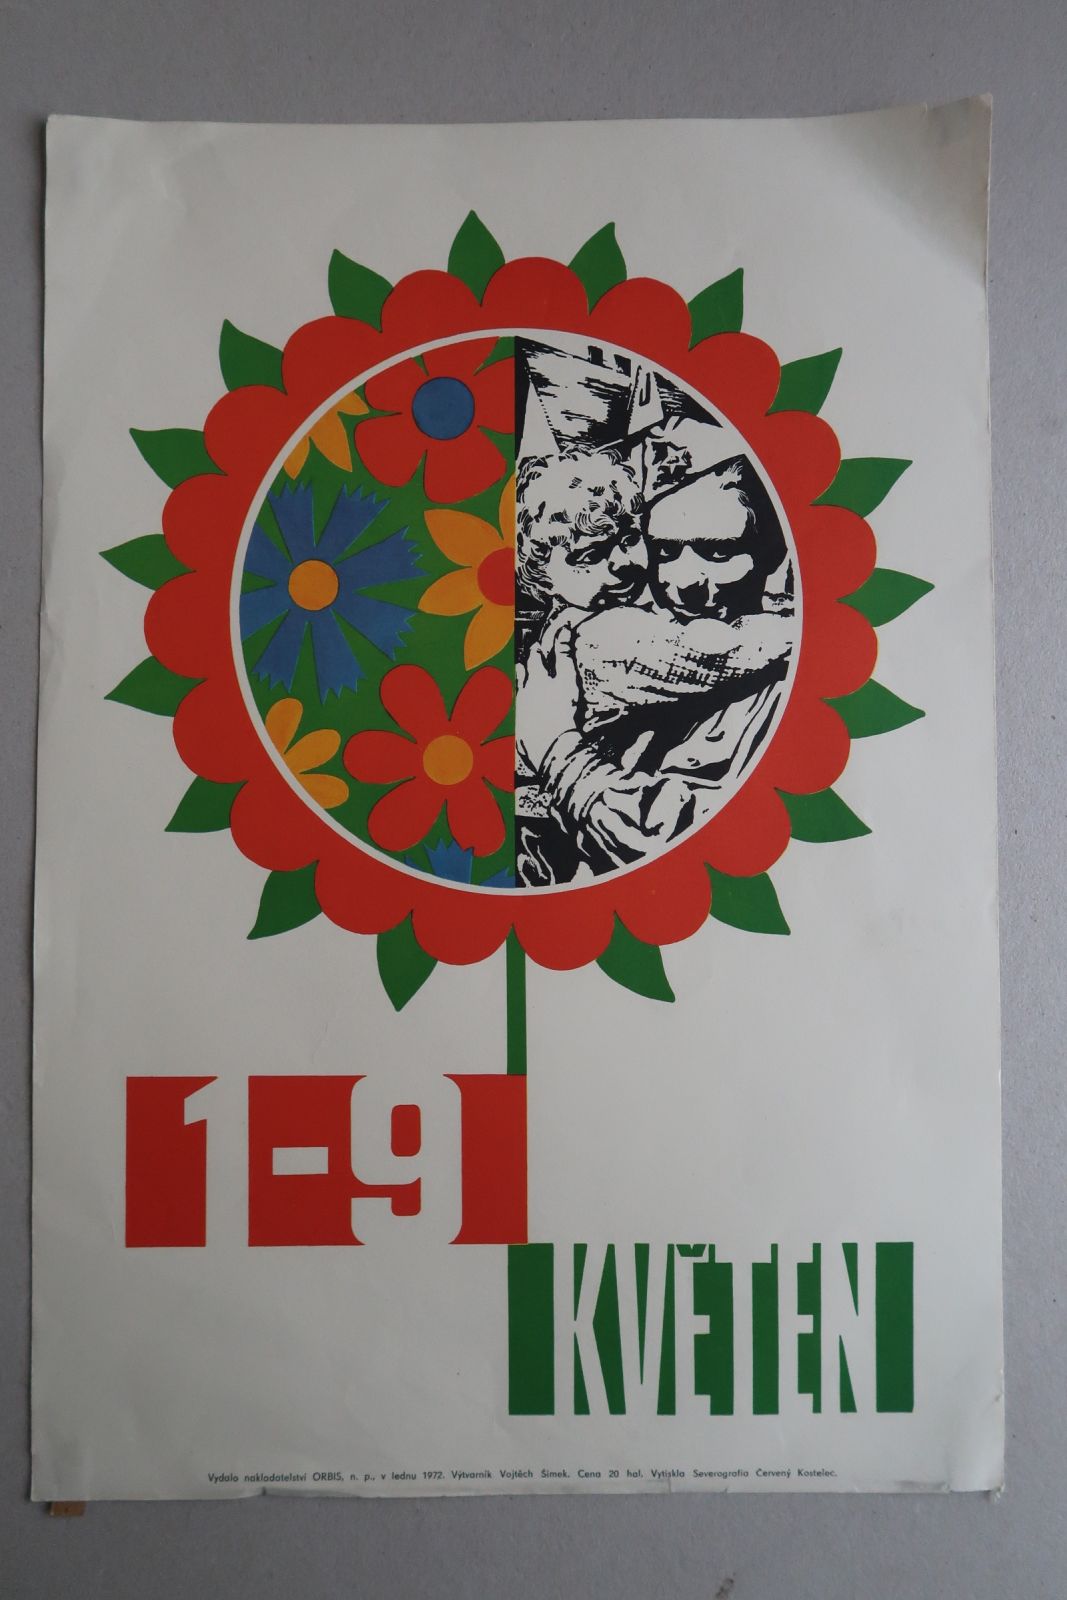 1-9
KVĚTEN
Vydalo nakladatelství ORBIS, n. p., v lednu 1972. Výtvarník Vojtěch Šimek. Cena 20 hal. Vytiskla Severografia Červený Kostelec.